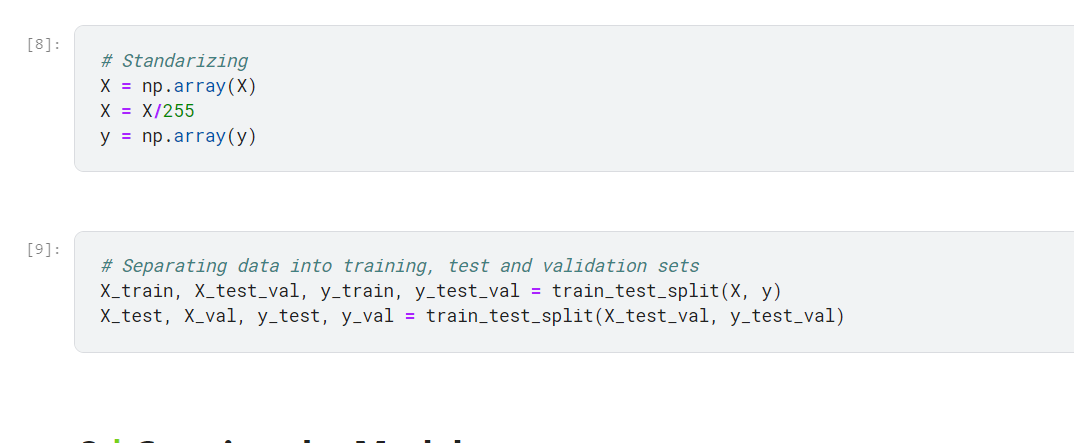 [8]:
# Standarizing
X = np.array(X)
X = X/255
y = np.array(y)
[9]:
# Separating data into training, test and validation sets
X_train, X_test_val, y_train, y_test_val = train_test_split(X, y)
X_test, X_val, y_test, y_val = train_test_split(X_test_val, y_test_val)